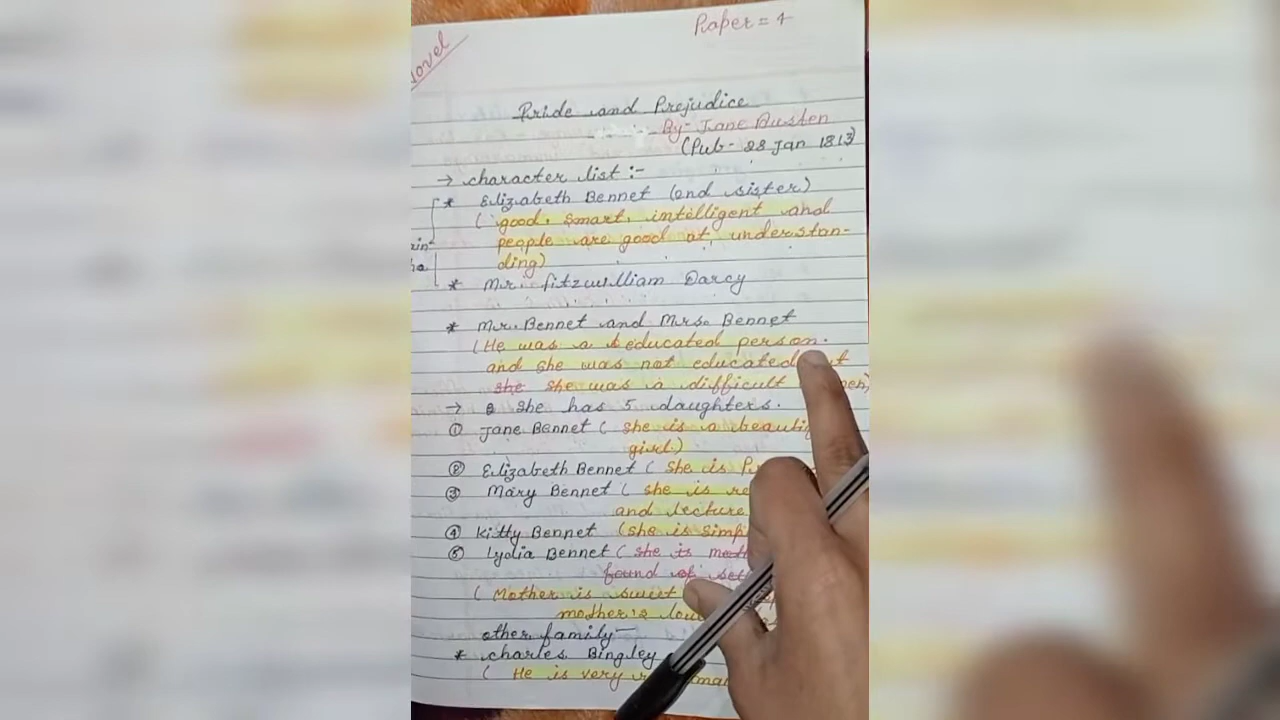 Novel
Paper = 4
Pride and Prejudice
By- Jane Austen
(Pub- 28 Jan 1813)
→ character list :-
* Elizabeth Bennet (2nd sister)
( good, smart, intelligent and
people are good at understan-
ding)
* Mr. fitzwilliam Darcy
* Mr. Bennet and Mrs. Bennet
(He was a educated person.
and she was not educated
she she was a difficult
→ She has 5 daughters.
① Jane Bennet ( she is a
girl.)
② Elizabeth Bennet ( she is
③ Mary Bennet ( she is
and lecture
④ Kitty Bennet (she is
⑤ Lydia Bennet ( she is
found of
( Mother is sweet
mother's
other family-
* charles Bingley
( He is very